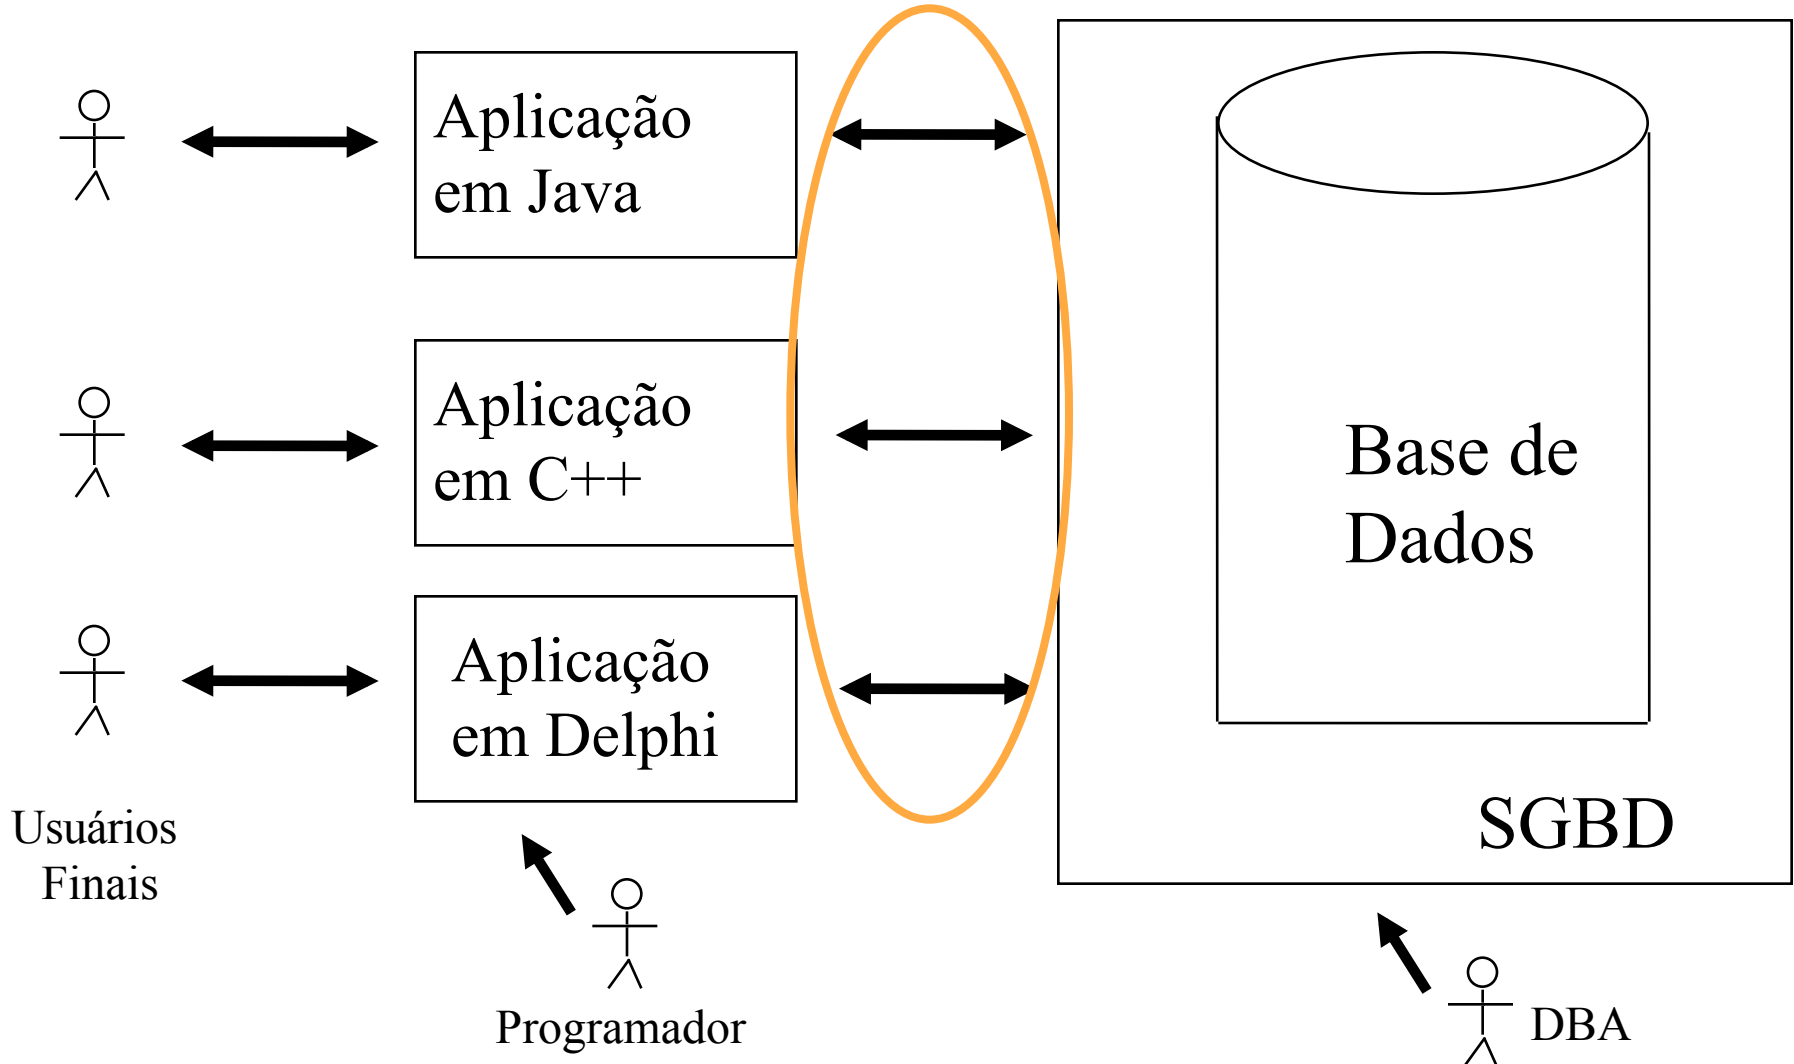 Aplicação
em Java
Aplicação
em C++
Aplicação
em Delphi
Base de
Dados
SGBD
Usuários
Finais
Programador
DBA